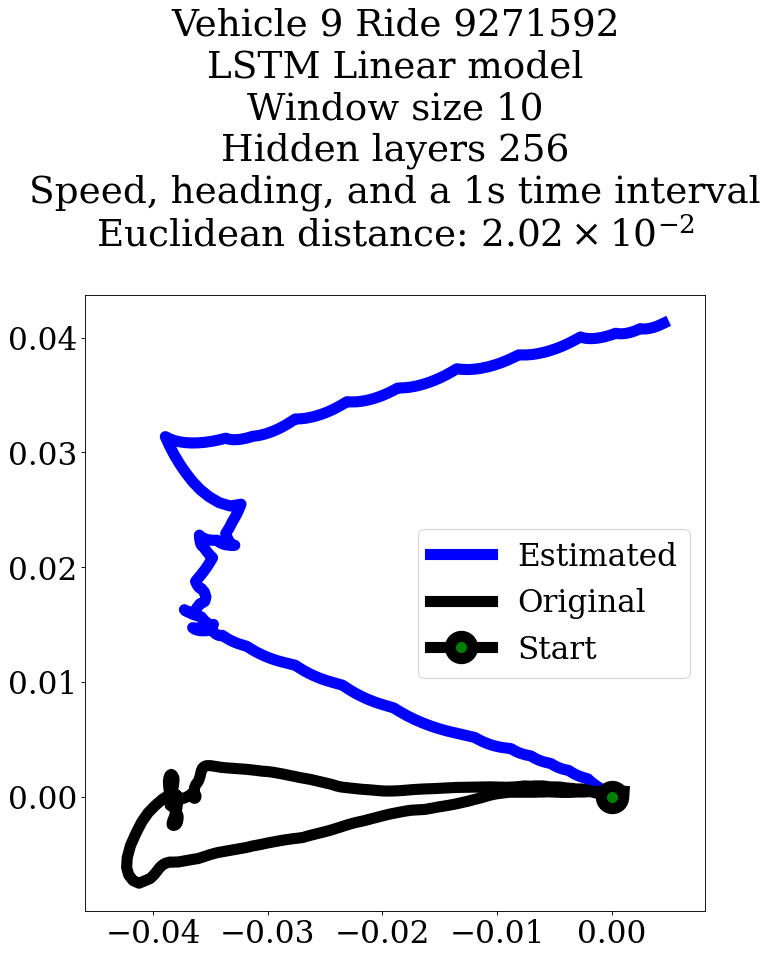 Vehicle 9 Ride 9271592
LSTM Linear model
Window size 10
Hidden layers 256
Speed, heading, and a 1s time interval
Euclidean distance: 2.02 × 10⁻²
0.04
0.03
0.02
0.01
0.00
Estimated
Original
Start
−0.04 −0.03 −0.02 −0.01 0.00